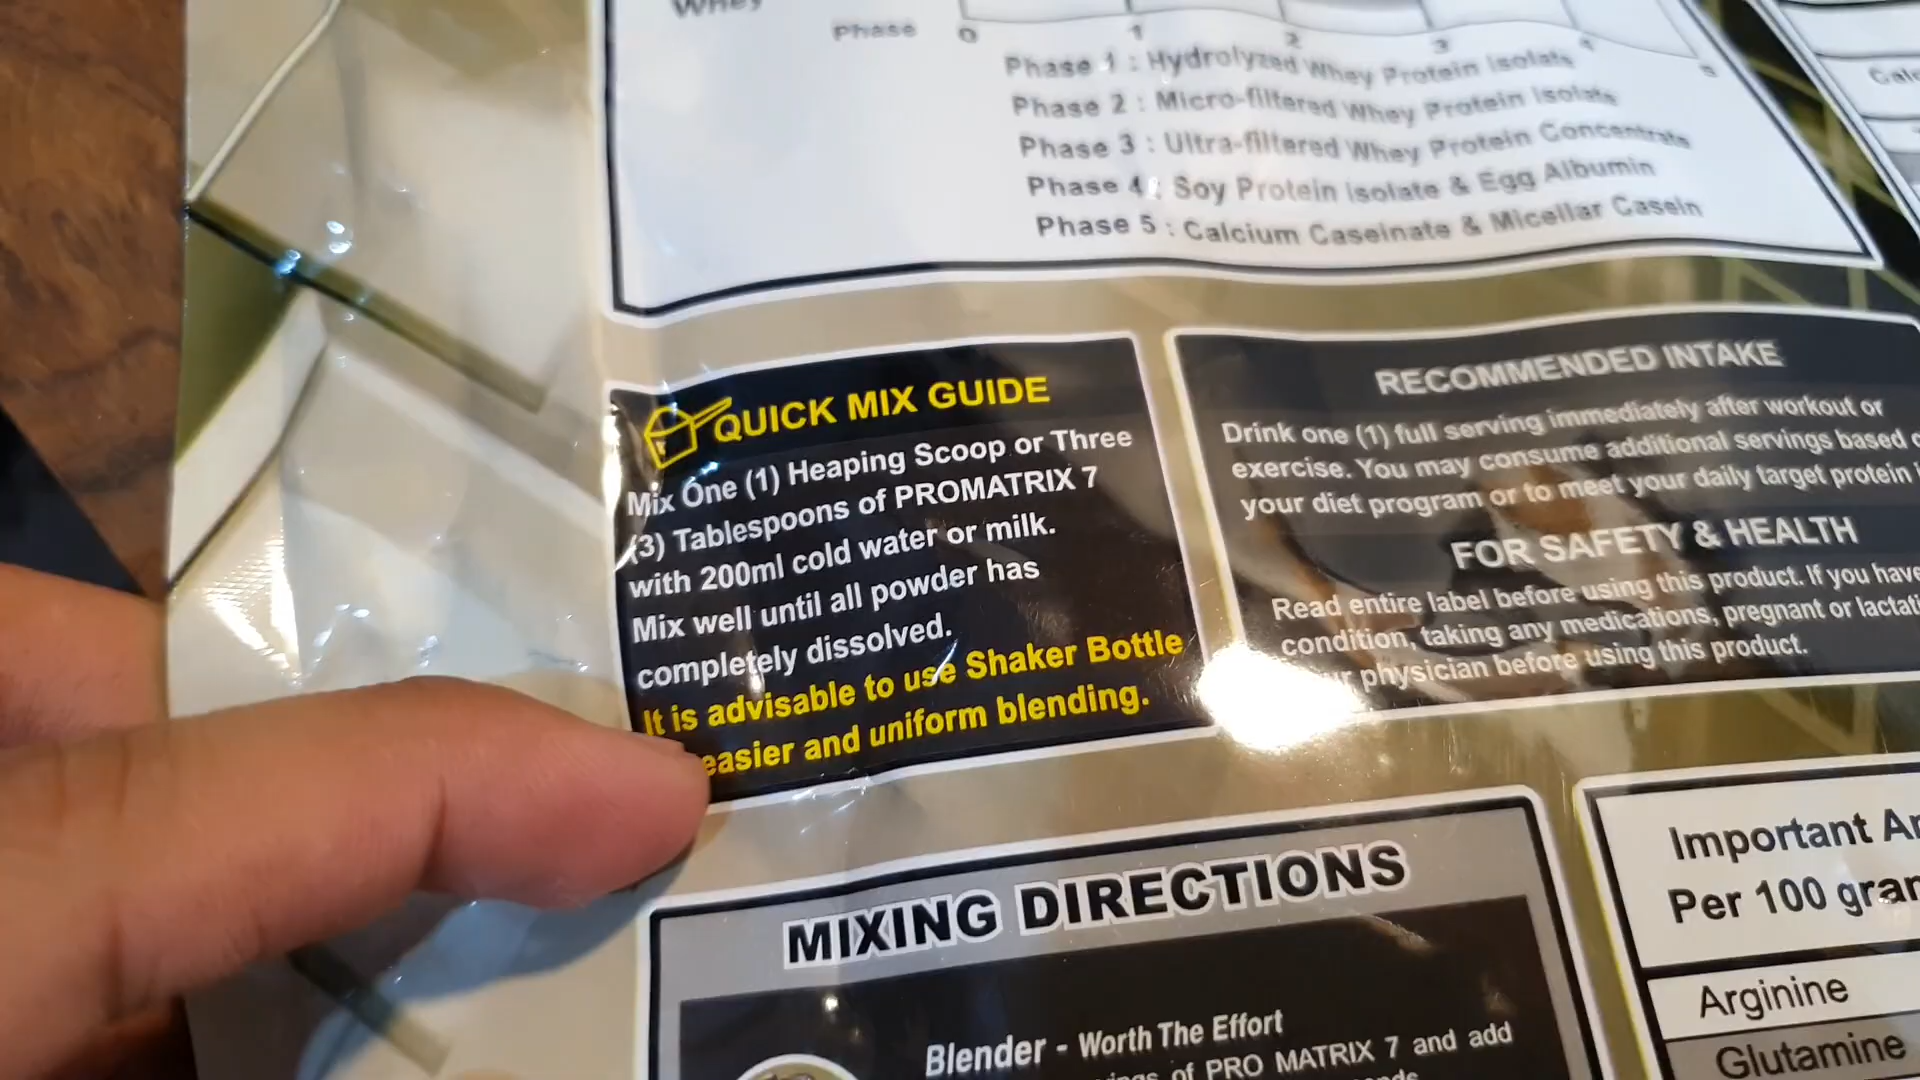 Whey
Phase 0 1 2 3 4 5
Phase 1 : Hydrolyzed Whey Protein Isolate
Phase 2 : Micro-filtered Whey Protein Isolate
Phase 3 : Ultra-filtered Whey Protein Concentrate
Phase 4 : Soy Protein Isolate & Egg Albumin
Phase 5 : Calcium Caseinate & Micellar Casein
QUICK MIX GUIDE
Mix One (1) Heaping Scoop or Three
(3) Tablespoons of PROMATRIX 7
with 200ml cold water or milk.
Mix well until all powder has
completely dissolved.
It is advisable to use Shaker Bottle
easier and uniform blending.
RECOMMENDED INTAKE
Drink one (1) full serving immediately after workout or
exercise. You may consume additional servings based
your diet program or to meet your daily target protein
FOR SAFETY & HEALTH
Read entire label before using this product. If you have
condition, taking any medications, pregnant or
physician before using this product.
MIXING DIRECTIONS
Blender - Worth The Effort
of PRO MATRIX 7 and add
Important
Per 100
Arginine
Glutamine